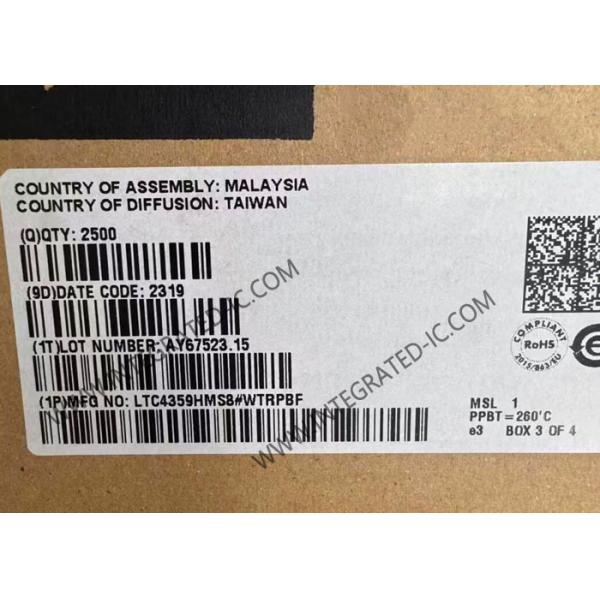 COUNTRY OF ASSEMBLY: MALAYSIA
COUNTRY OF DIFFUSION: TAIWAN
(Q)QTY: 2500
(9D)DATE CODE: 2319
(1T)LOT NUMBER: AY67523.15
(1P)MFG NO: LTC4359HMS8#WTRPBF
COMPLIANT
RoHS
2015/863/EU
MSL 1
PPBT=260'C
e3 BOX 3 OF 4
WWW.INTEGRATED-IC.COM
WWW.INTEGRATED-IC.COM